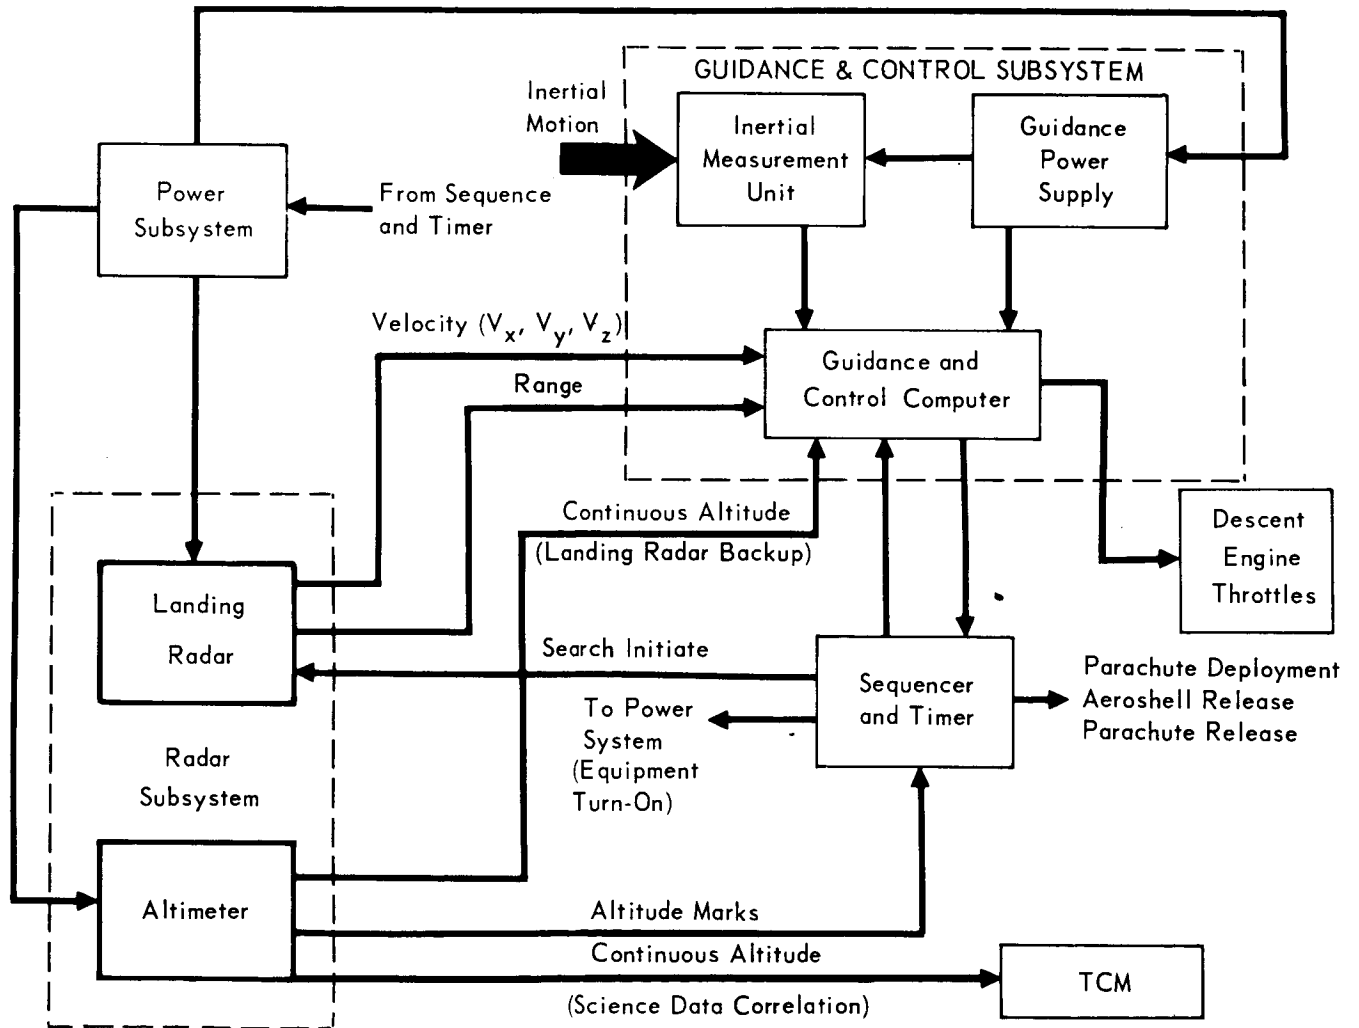 GUIDANCE & CONTROL SUBSYSTEM
Inertial
Motion
Inertial
Measurement
Unit
Guidance
Power
Supply
Power
Subsystem
From Sequence
and Timer
Velocity (Vx, Vy, Vz)
Range
Guidance and
Control Computer
Continuous Altitude
(Landing Radar Backup)
Descent
Engine
Throttles
Landing
Radar
Search Initiate
Sequencer
and Timer
Parachute Deployment
Aeroshell Release
Parachute Release
To Power
System
(Equipment
Turn-On)
Radar
Subsystem
Altimeter
Altitude Marks
Continuous Altitude
(Science Data Correlation)
TCM